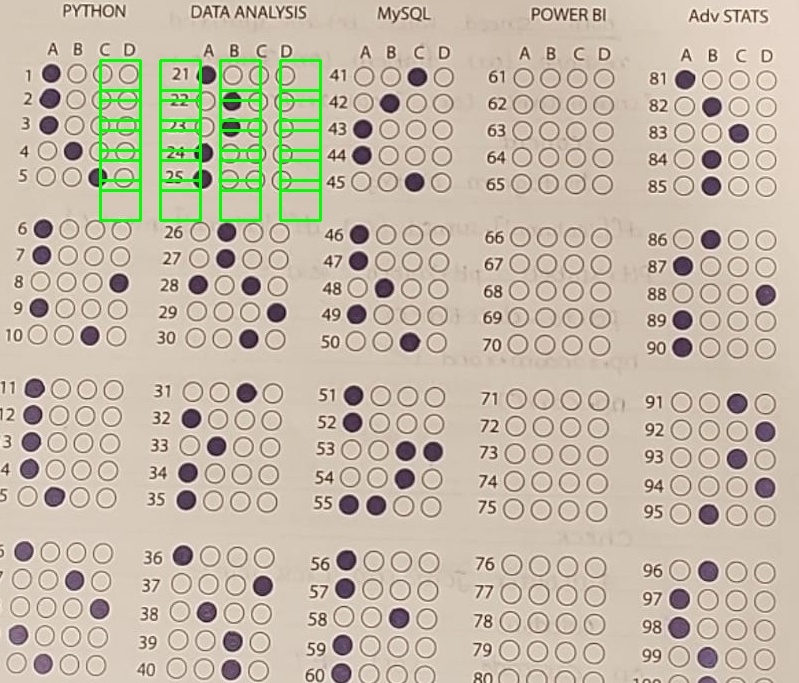 PYTHON DATA ANALYSIS MySQL POWER BI Adv STATS
A B C D A B C D A B C D A B C D A B C D
1 21 41 61 81
2 22 42 62 82
3 23 43 63 83
4 24 44 64 84
5 25 45 65 85
6 26 46 66 86
7 27 47 67 87
8 28 48 68 88
9 29 49 69 89
10 30 50 70 90
11 31 51 71 91
12 32 52 72 92
3 33 53 73 93
4 34 54 74 94
5 35 55 75 95
36 56 76 96
37 57 77 97
38 58 78 98
39 59 79 99
40 60 80